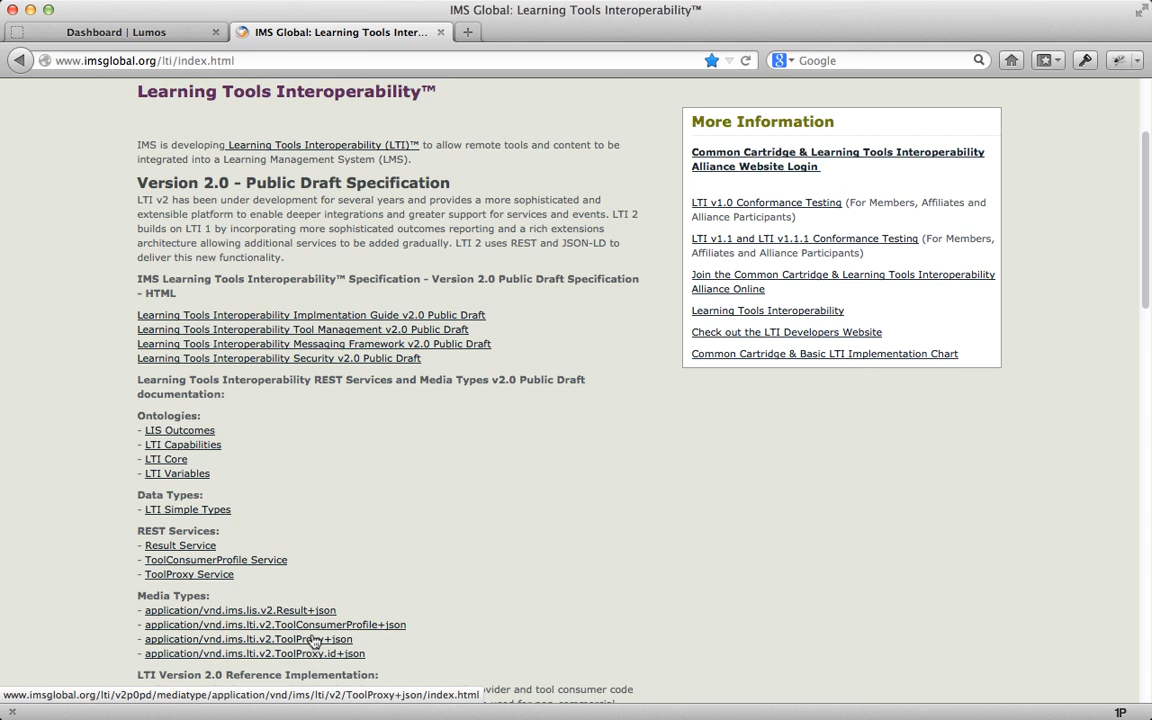 IMS Global: Learning Tools Interoperability™
Dashboard | Lumos
IMS Global: Learning Tools Inter...
www.imsglobal.org/lti/index.html
Google
Learning Tools Interoperability™
IMS is developing Learning Tools Interoperability (LTI)™ to allow remote tools and content to be
integrated into a Learning Management System (LMS).
Version 2.0 - Public Draft Specification
LTI v2 has been under development for several years and provides a more sophisticated and
extensible platform to enable deeper integrations and greater support for services and events. LTI 2
builds on LTI 1 by incorporating more sophisticated outcomes reporting and a rich extensions
architecture allowing additional services to be added gradually. LTI 2 uses REST and JSON-LD to
deliver this new functionality.
IMS Learning Tools Interoperability™ Specification - Version 2.0 Public Draft Specification
- HTML
Learning Tools Interoperability Implmentation Guide v2.0 Public Draft
Learning Tools Interoperability Tool Management v2.0 Public Draft
Learning Tools Interoperability Messaging Framework v2.0 Public Draft
Learning Tools Interoperability Security v2.0 Public Draft
Learning Tools Interoperability REST Services and Media Types v2.0 Public Draft
documentation:
Ontologies:
- LIS Outcomes
- LTI Capabilities
- LTI Core
- LTI Variables
Data Types:
- LTI Simple Types
REST Services:
- Result Service
- ToolConsumerProfile Service
- ToolProxy Service
Media Types:
- application/vnd.ims.lis.v2.Result+json
- application/vnd.ims.lti.v2.ToolConsumerProfile+json
- application/vnd.ims.lti.v2.ToolProxy+json
- application/vnd.ims.lti.v2.ToolProxy.id+json
LTI Version 2.0 Reference Implementation:
vider and tool consumer code
More Information
Common Cartridge & Learning Tools Interoperability
Alliance Website Login
LTI v1.0 Conformance Testing (For Members, Affiliates and
Alliance Participants)
LTI v1.1 and LTI v1.1.1 Conformance Testing (For Members,
Affiliates and Alliance Participants)
Join the Common Cartridge & Learning Tools Interoperability
Alliance Online
Learning Tools Interoperability
Check out the LTI Developers Website
Common Cartridge & Basic LTI Implementation Chart
www.imsglobal.org/lti/v2p0pd/mediatype/application/vnd/ims/lti/v2/ToolProxy+json/index.html
1P